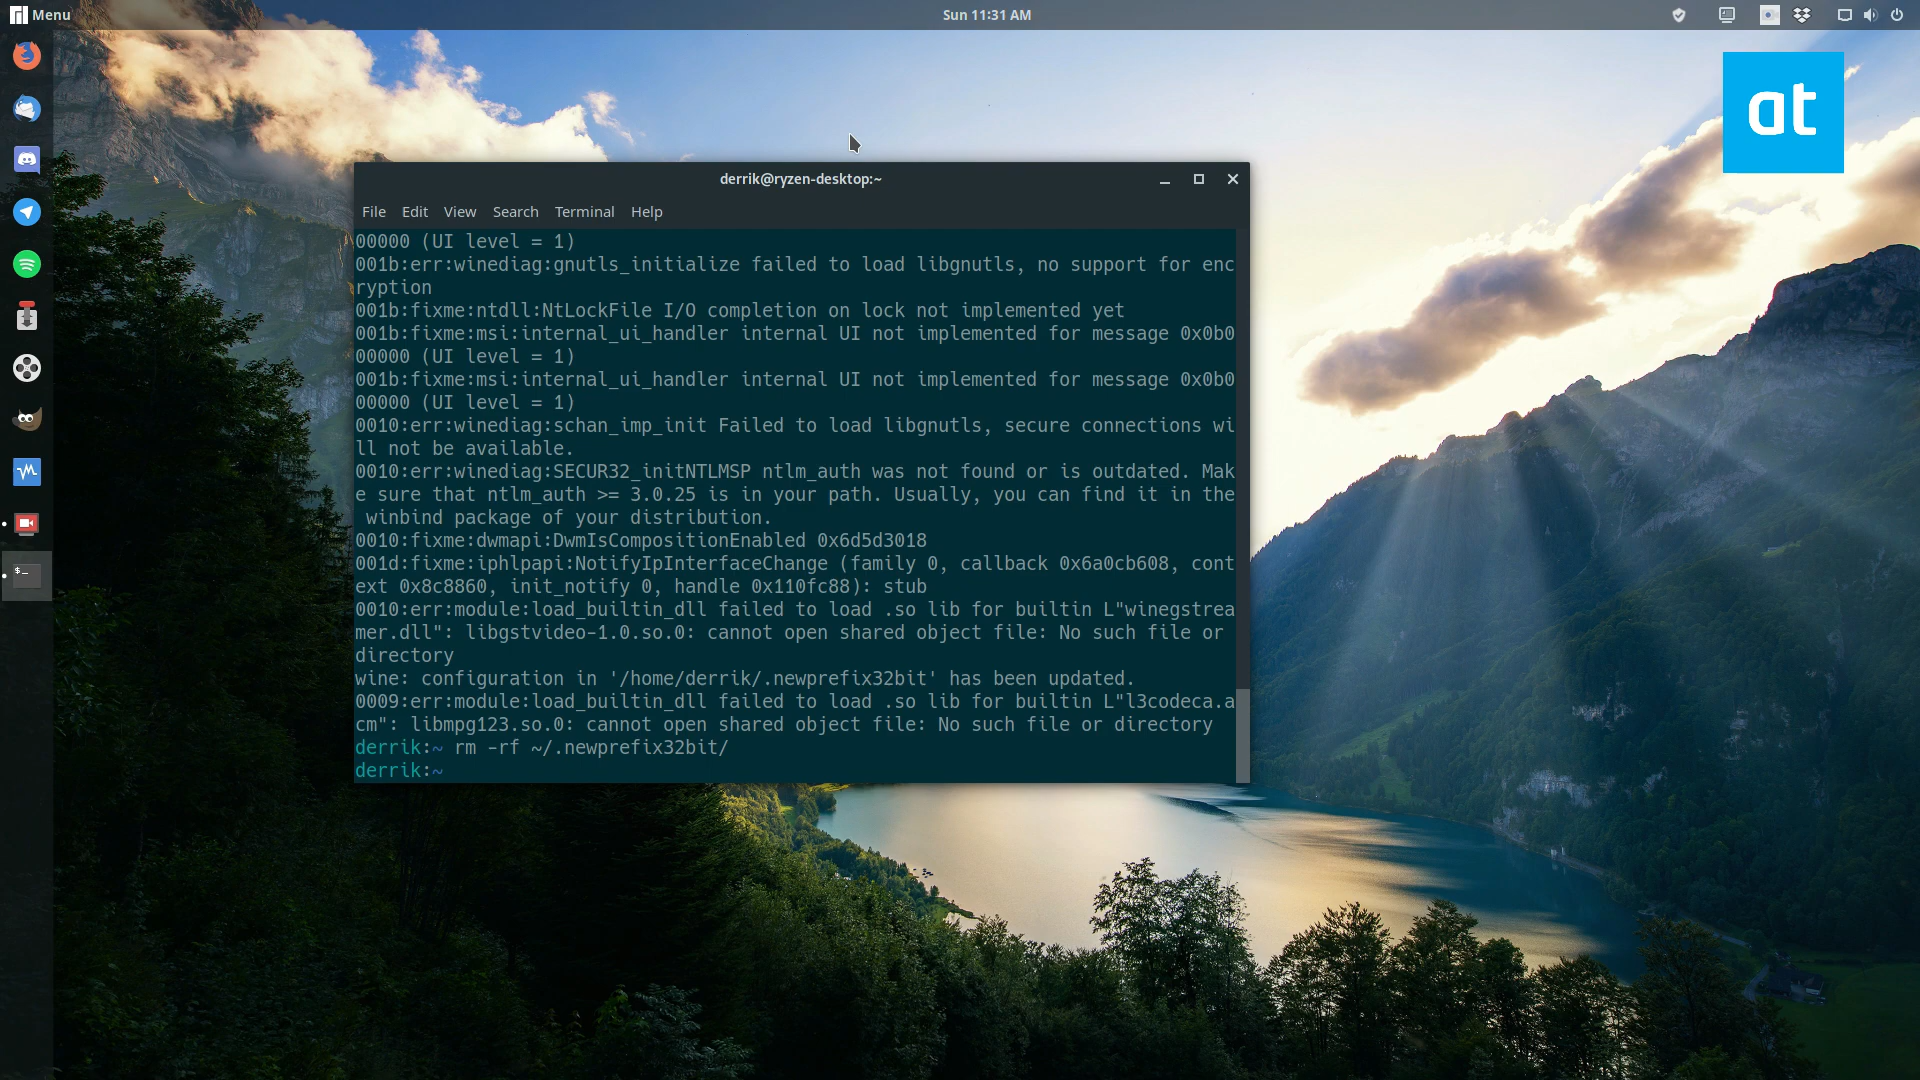 Menu
Sun 11:31 AM
at
derrik@ryzen-desktop:~
File Edit View Search Terminal Help
00000 (UI level = 1)
001b:err:winediag:gnutls_initialize failed to load libgnutls, no support for enc
ryption
001b:fixme:ntdll:NtLockFile I/O completion on lock not implemented yet
001b:fixme:msi:internal_ui_handler internal UI not implemented for message 0x0b0
00000 (UI level = 1)
001b:fixme:msi:internal_ui_handler internal UI not implemented for message 0x0b0
00000 (UI level = 1)
0010:err:winediag:schan_imp_init Failed to load libgnutls, secure connections wi
ll not be available.
0010:err:winediag:SECUR32_initNTLMSP ntlm_auth was not found or is outdated. Mak
e sure that ntlm_auth >= 3.0.25 is in your path. Usually, you can find it in the
 winbind package of your distribution.
0010:fixme:dwmapi:DwmIsCompositionEnabled 0x6d5d3018
001d:fixme:iphlpapi:NotifyIpInterfaceChange (family 0, callback 0x6a0cb608, cont
ext 0x8c8860, init_notify 0, handle 0x110fc88): stub
0010:err:module:load_builtin_dll failed to load .so lib for builtin L"winegstrea
mer.dll": libgstvideo-1.0.so.0: cannot open shared object file: No such file or
directory
wine: configuration in '/home/derrik/.newprefix32bit' has been updated.
0009:err:module:load_builtin_dll failed to load .so lib for builtin L"l3codeca.a
cm": libmpg123.so.0: cannot open shared object file: No such file or directory
derrik:~ rm -rf ~/.newprefix32bit/
derrik:~